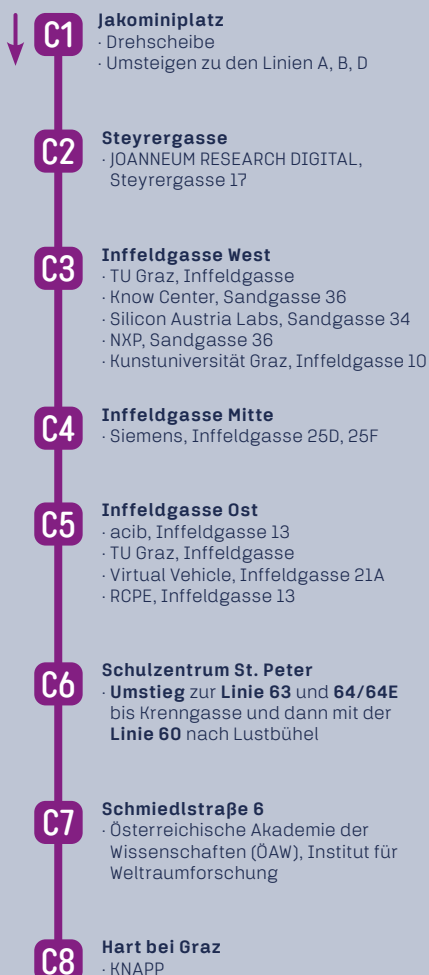 C1
Jakominiplatz
· Drehscheibe
· Umsteigen zu den Linien A, B, D
C2
Steyrergasse
· JOANNEUM RESEARCH DIGITAL,
Steyrergasse 17
C3
Inffeldgasse West
· TU Graz, Inffeldgasse
· Know Center, Sandgasse 36
· Silicon Austria Labs, Sandgasse 34
· NXP, Sandgasse 36
· Kunstuniversität Graz, Inffeldgasse 10
C4
Inffeldgasse Mitte
· Siemens, Inffeldgasse 25D, 25F
C5
Inffeldgasse Ost
· acib, Inffeldgasse 13
· TU Graz, Inffeldgasse
· Virtual Vehicle, Inffeldgasse 21A
· RCPE, Inffeldgasse 13
C6
Schulzentrum St. Peter
· Umstieg zur Linie 63 und 64/64E
bis Krenngasse und dann mit der
Linie 60 nach Lustbühel
C7
Schmiedlstraße 6
· Österreichische Akademie der
Wissenschaften (ÖAW), Institut für
Weltraumforschung
C8
Hart bei Graz
· KNAPP